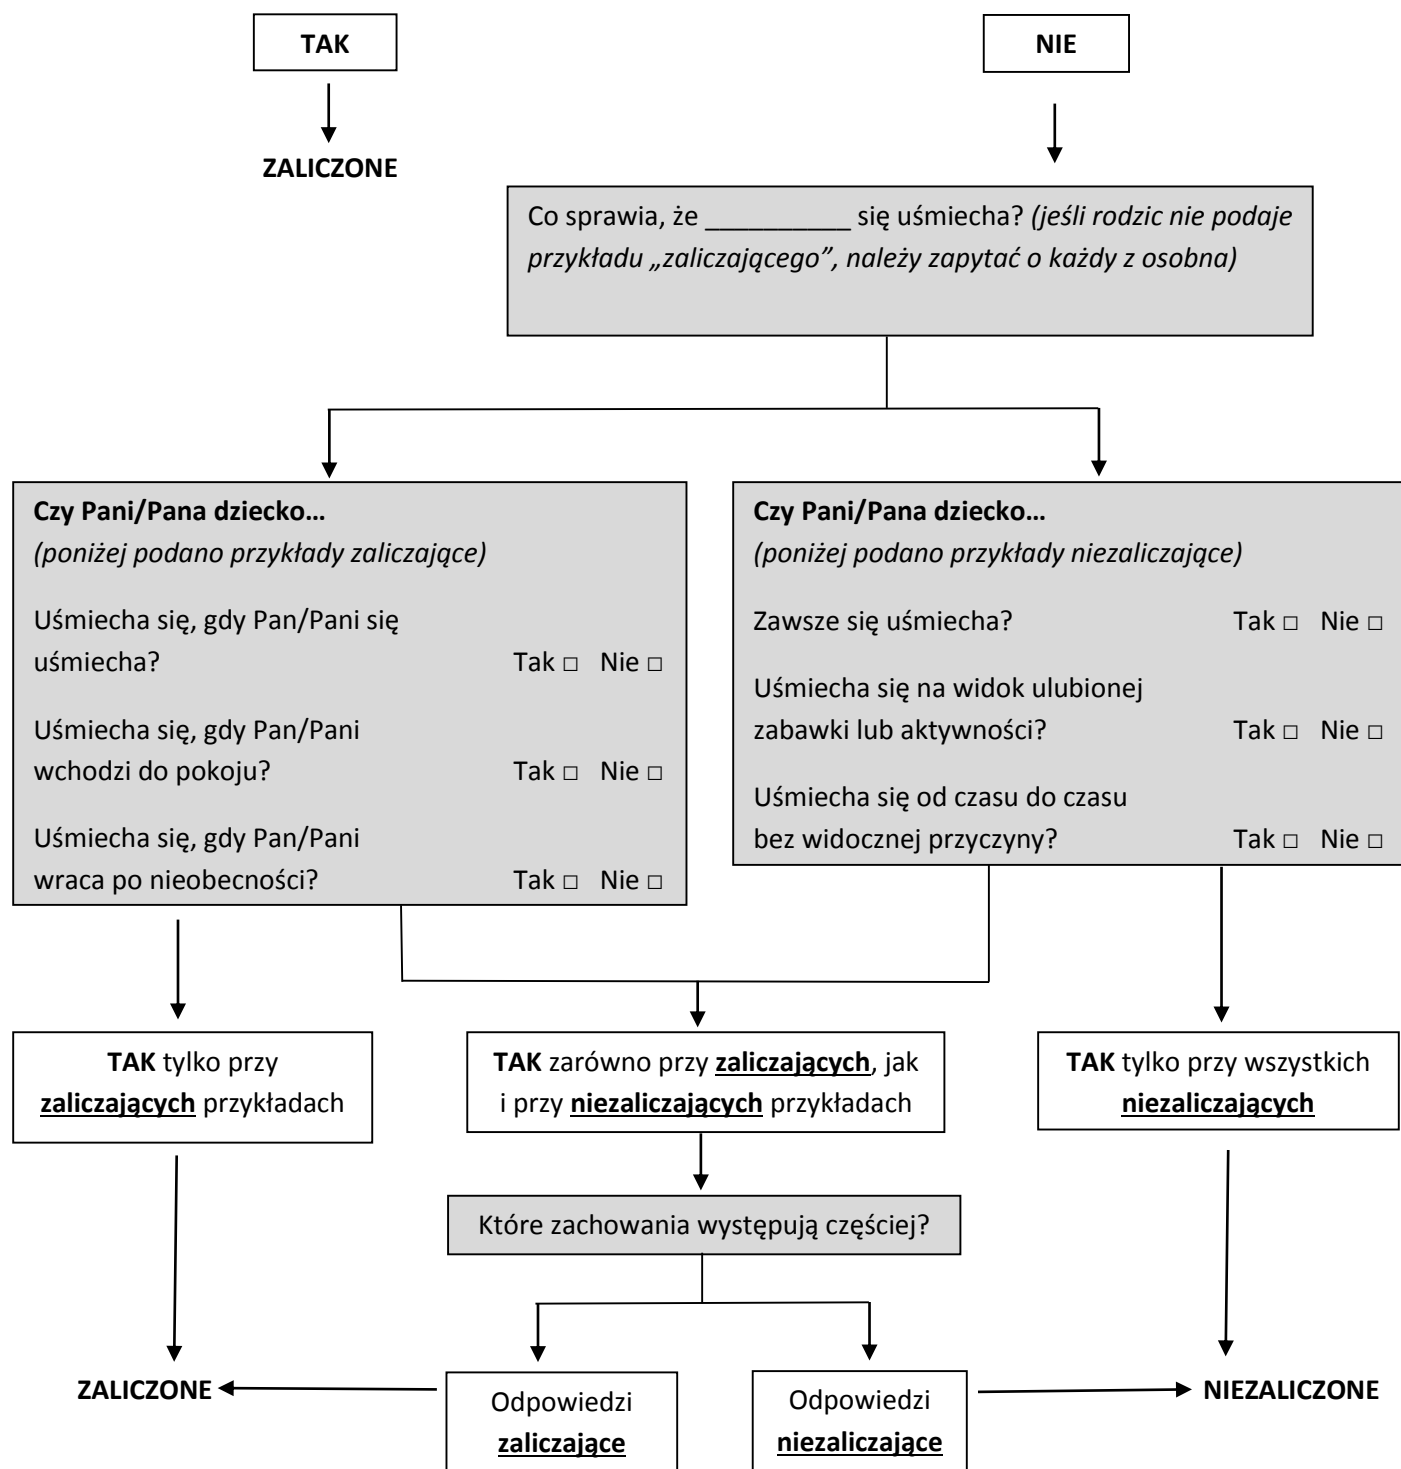 TAK
NIE
ZALICZONE
Co sprawia, że __________ się uśmiecha? (jeśli rodzic nie podaje
przykładu „zaliczającego”, należy zapytać o każdy z osobna)
Czy Pani/Pana dziecko...
(poniżej podano przykłady zaliczające)
Uśmiecha się, gdy Pan/Pani się
uśmiecha? Tak □ Nie □
Uśmiecha się, gdy Pan/Pani
wchodzi do pokoju? Tak □ Nie □
Uśmiecha się, gdy Pan/Pani
wraca po nieobecności? Tak □ Nie □
Czy Pani/Pana dziecko...
(poniżej podano przykłady niezaliczające)
Zawsze się uśmiecha? Tak □ Nie □
Uśmiecha się na widok ulubionej
zabawki lub aktywności? Tak □ Nie □
Uśmiecha się od czasu do czasu
bez widocznej przyczyny? Tak □ Nie □
TAK tylko przy
zaliczających przykładach
TAK zarówno przy zaliczających, jak
i przy niezaliczających przykładach
TAK tylko przy wszystkich
niezaliczających
Które zachowania występują częściej?
ZALICZONE
Odpowiedzi
zaliczające
Odpowiedzi
niezaliczające
NIEZALICZONE